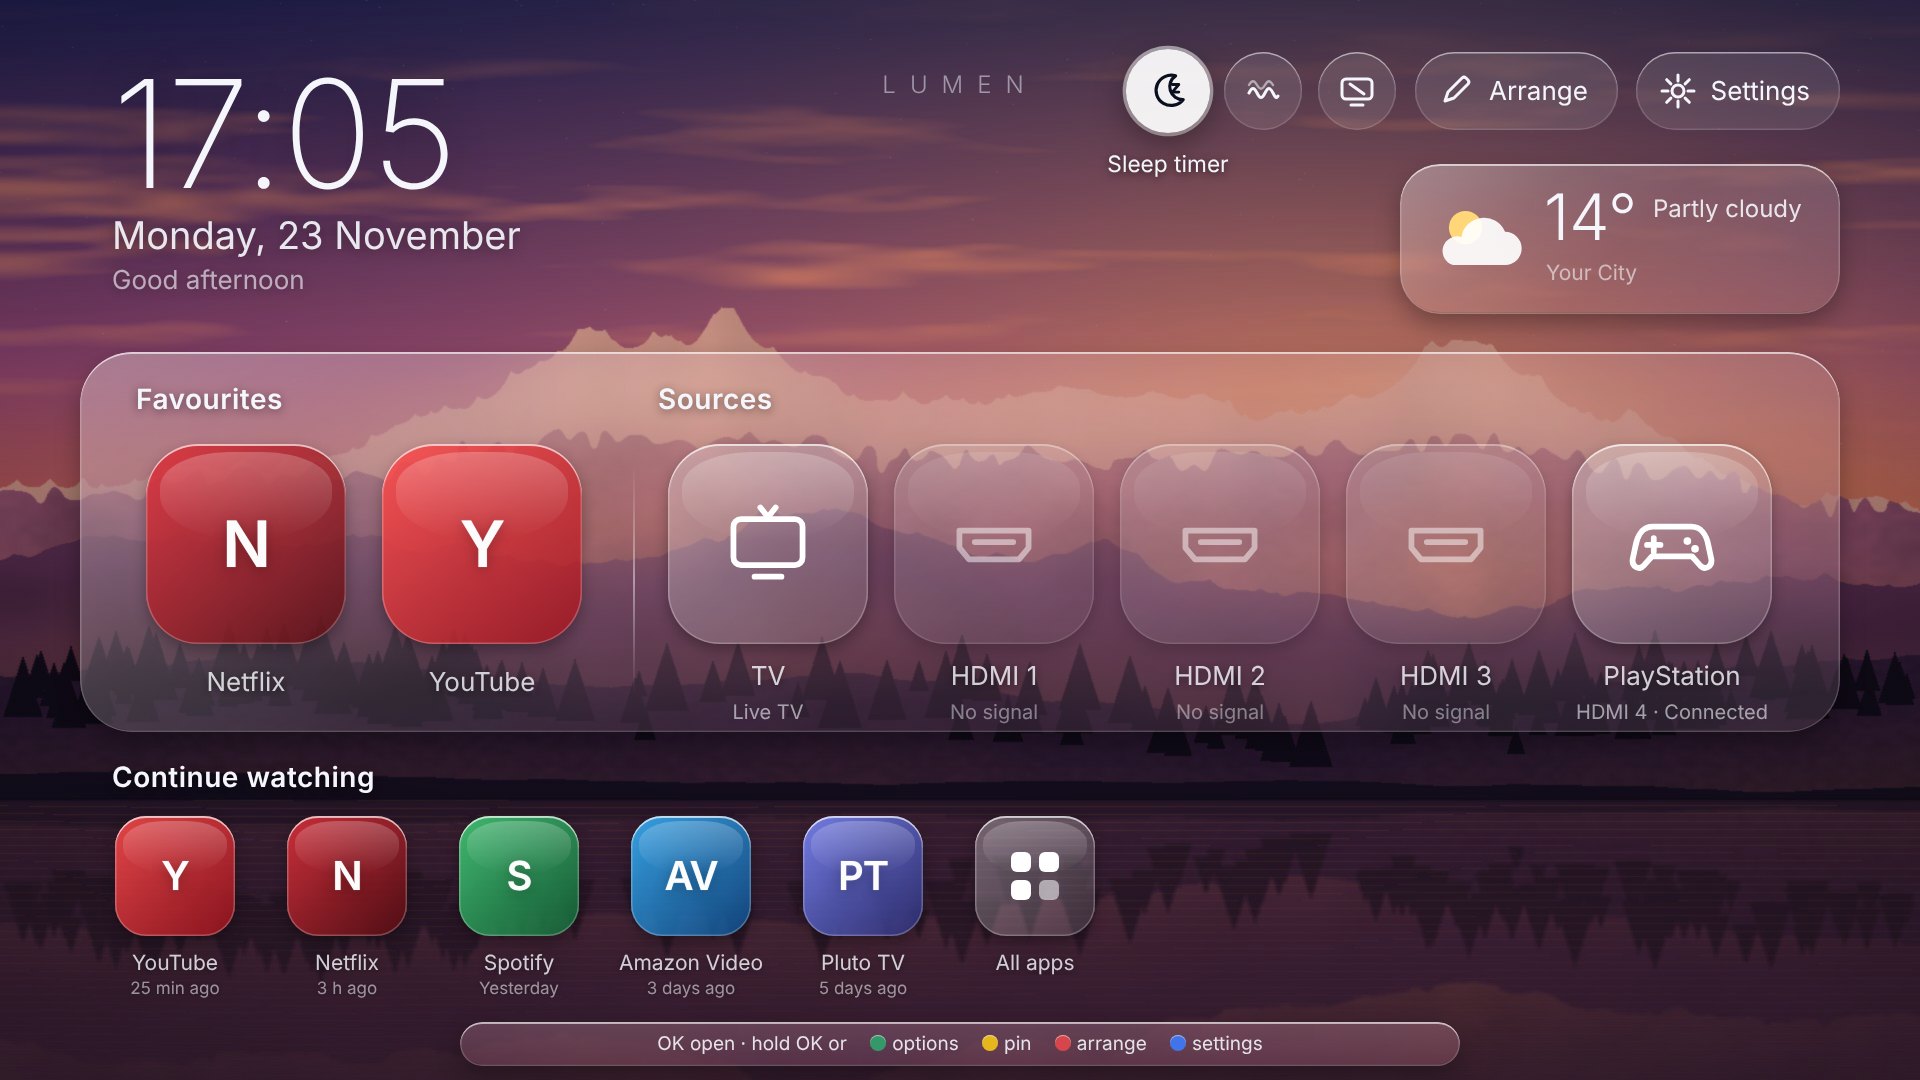 17:05
Monday, 23 November
Good afternoon
LUMEN
Sleep timer
Arrange
Settings
14° Partly cloudy
Your City
Favourites
N
Netflix
Y
YouTube
Sources
TV
Live TV
HDMI 1
No signal
HDMI 2
No signal
HDMI 3
No signal
PlayStation
HDMI 4 · Connected
Continue watching
Y
YouTube
25 min ago
N
Netflix
3 h ago
S
Spotify
Yesterday
AV
Amazon Video
3 days ago
PT
Pluto TV
5 days ago
All apps
OK open · hold OK or options pin arrange settings